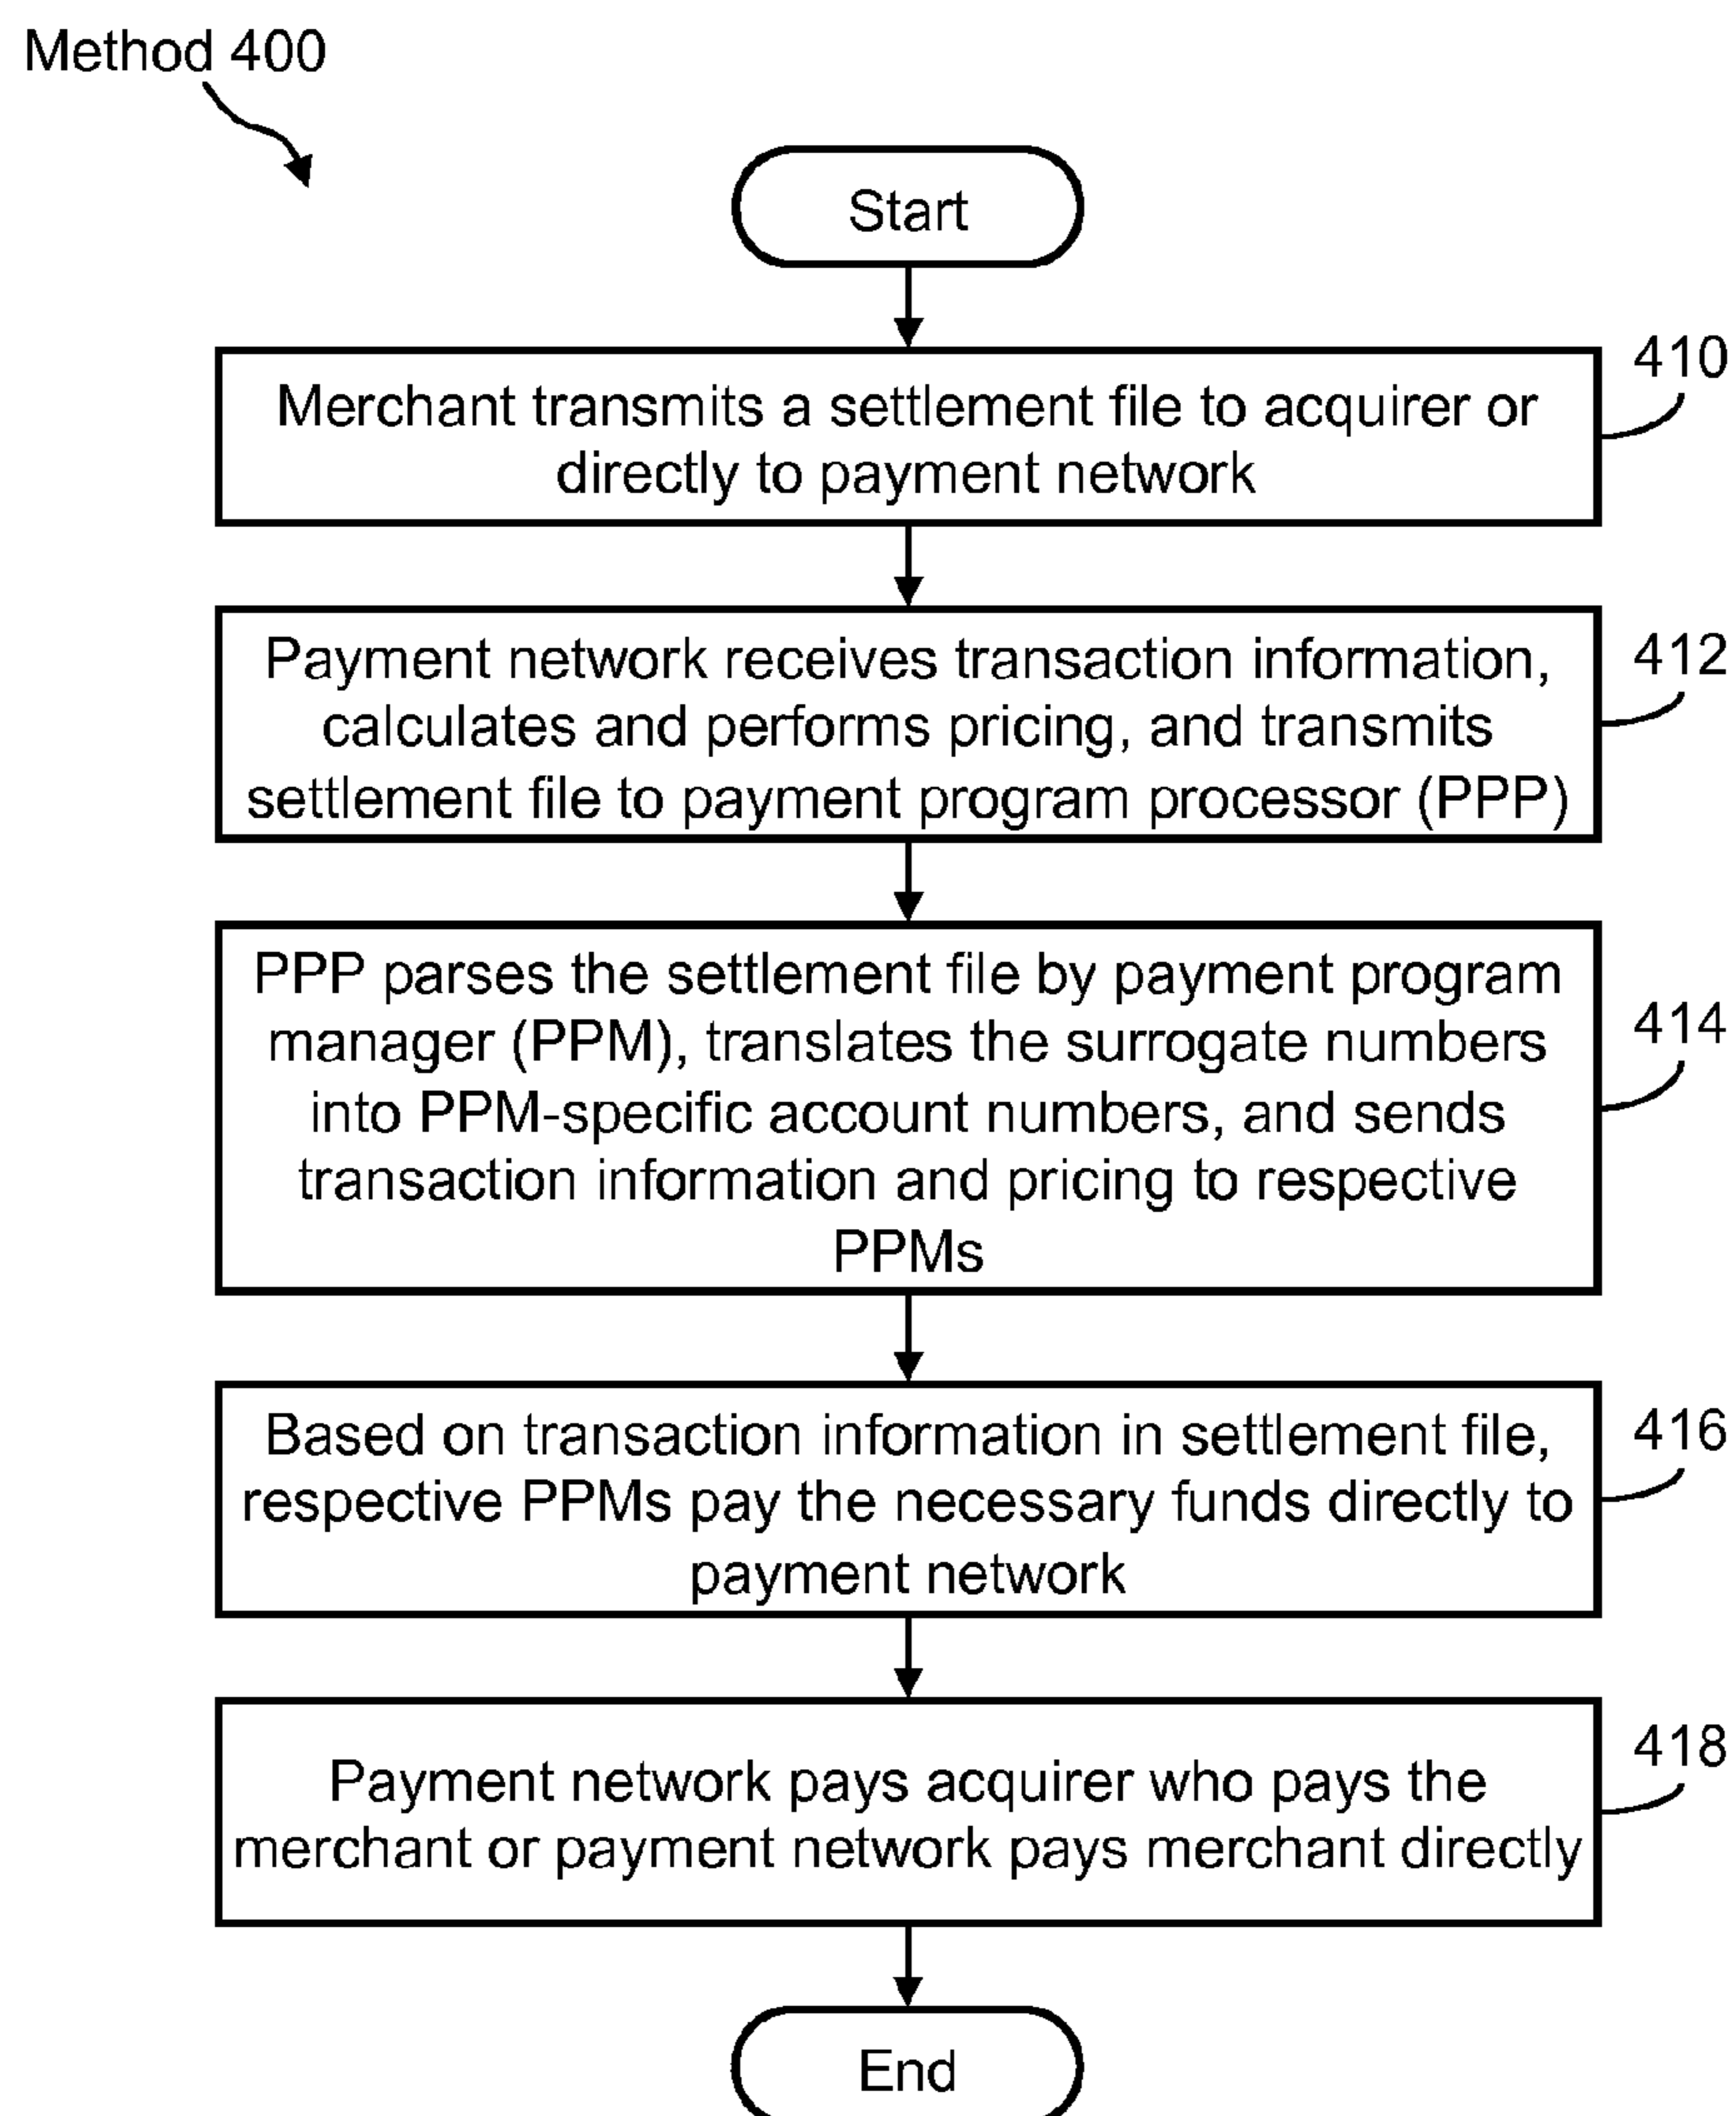 Method 400
Start
410
Merchant transmits a settlement file to acquirer or
directly to payment network
412
Payment network receives transaction information,
calculates and performs pricing, and transmits
settlement file to payment program processor (PPP)
414
PPP parses the settlement file by payment program
manager (PPM), translates the surrogate numbers
into PPM-specific account numbers, and sends
transaction information and pricing to respective
PPMs
416
Based on transaction information in settlement file,
respective PPMs pay the necessary funds directly to
payment network
418
Payment network pays acquirer who pays the
merchant or payment network pays merchant directly
End